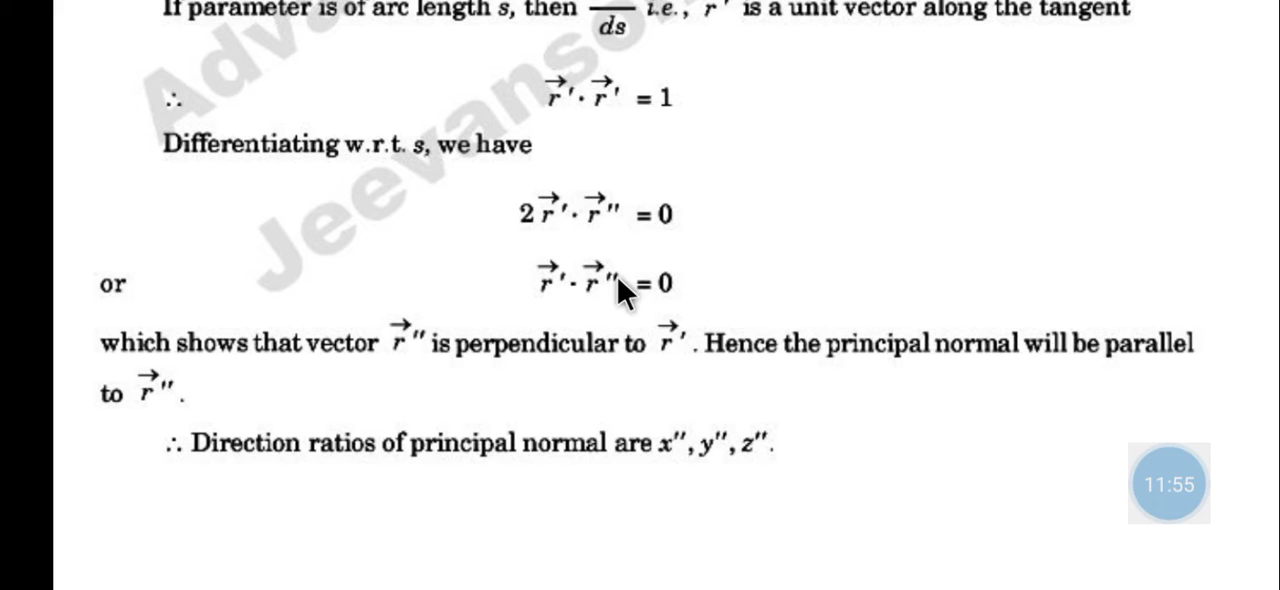 If parameter is of arc length s, then ds i.e., r' is a unit vector along the tangent
∴ r⃗'. r⃗' = 1
Differentiating w.r.t. s, we have
2r⃗'. r⃗" = 0
or r⃗'. r⃗" = 0
which shows that vector r⃗" is perpendicular to r⃗'. Hence the principal normal will be parallel
to r⃗".
∴ Direction ratios of principal normal are x", y", z".
11:55